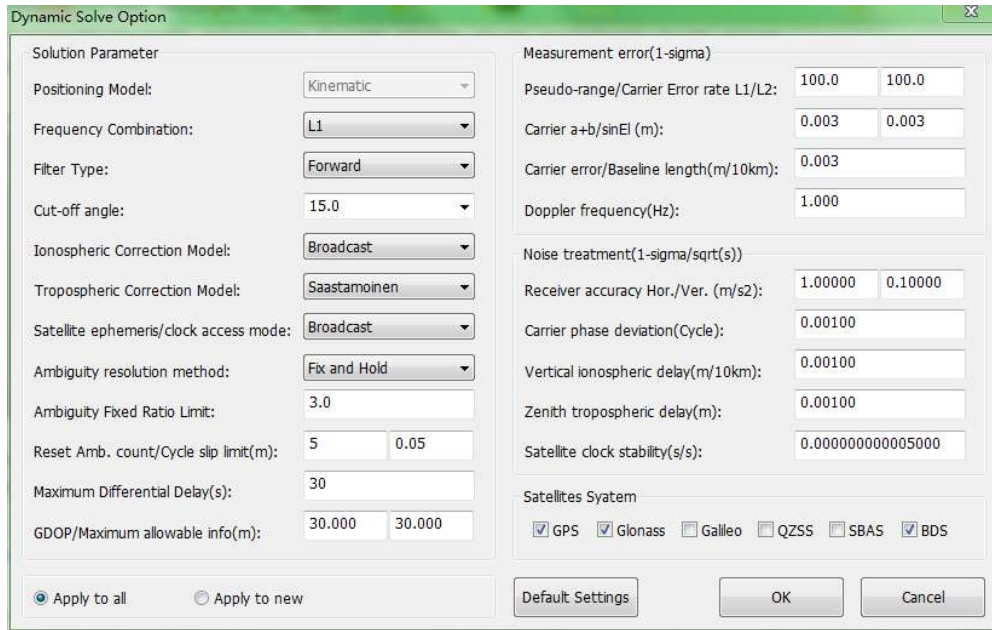 Dynamic Solve Option
Solution Parameter
Positioning Model: Kinematic
Frequency Combination: L1
Filter Type: Forward
Cut-off angle: 15.0
Ionospheric Correction Model: Broadcast
Tropospheric Correction Model: Saastamoinen
Satellite ephemeris/clock access mode: Broadcast
Ambiguity resolution method: Fix and Hold
Ambiguity Fixed Ratio Limit: 3.0
Reset Amb. count/Cycle slip limit(m): 5 0.05
Maximum Differential Delay(s): 30
GDOP/Maximum allowable info(m): 30.000 30.000
Apply to all Apply to new
Measurement error(1-sigma)
Pseudo-range/Carrier Error rate L1/L2: 100.0 100.0
Carrier a+b/sinEl (m): 0.003 0.003
Carrier error/Baseline length(m/10km): 0.003
Doppler frequency(Hz): 1.000
Noise treatment(1-sigma/sqrt(s))
Receiver accuracy Hor./Ver. (m/s2): 1.00000 0.10000
Carrier phase deviation(Cycle): 0.00100
Vertical ionospheric delay(m/10km): 0.00100
Zenith tropospheric delay(m): 0.00100
Satellite clock stability(s/s): 0.000000000005000
Satellites Syatem
GPS Glonass Galileo QZSS SBAS BDS
Default Settings OK Cancel